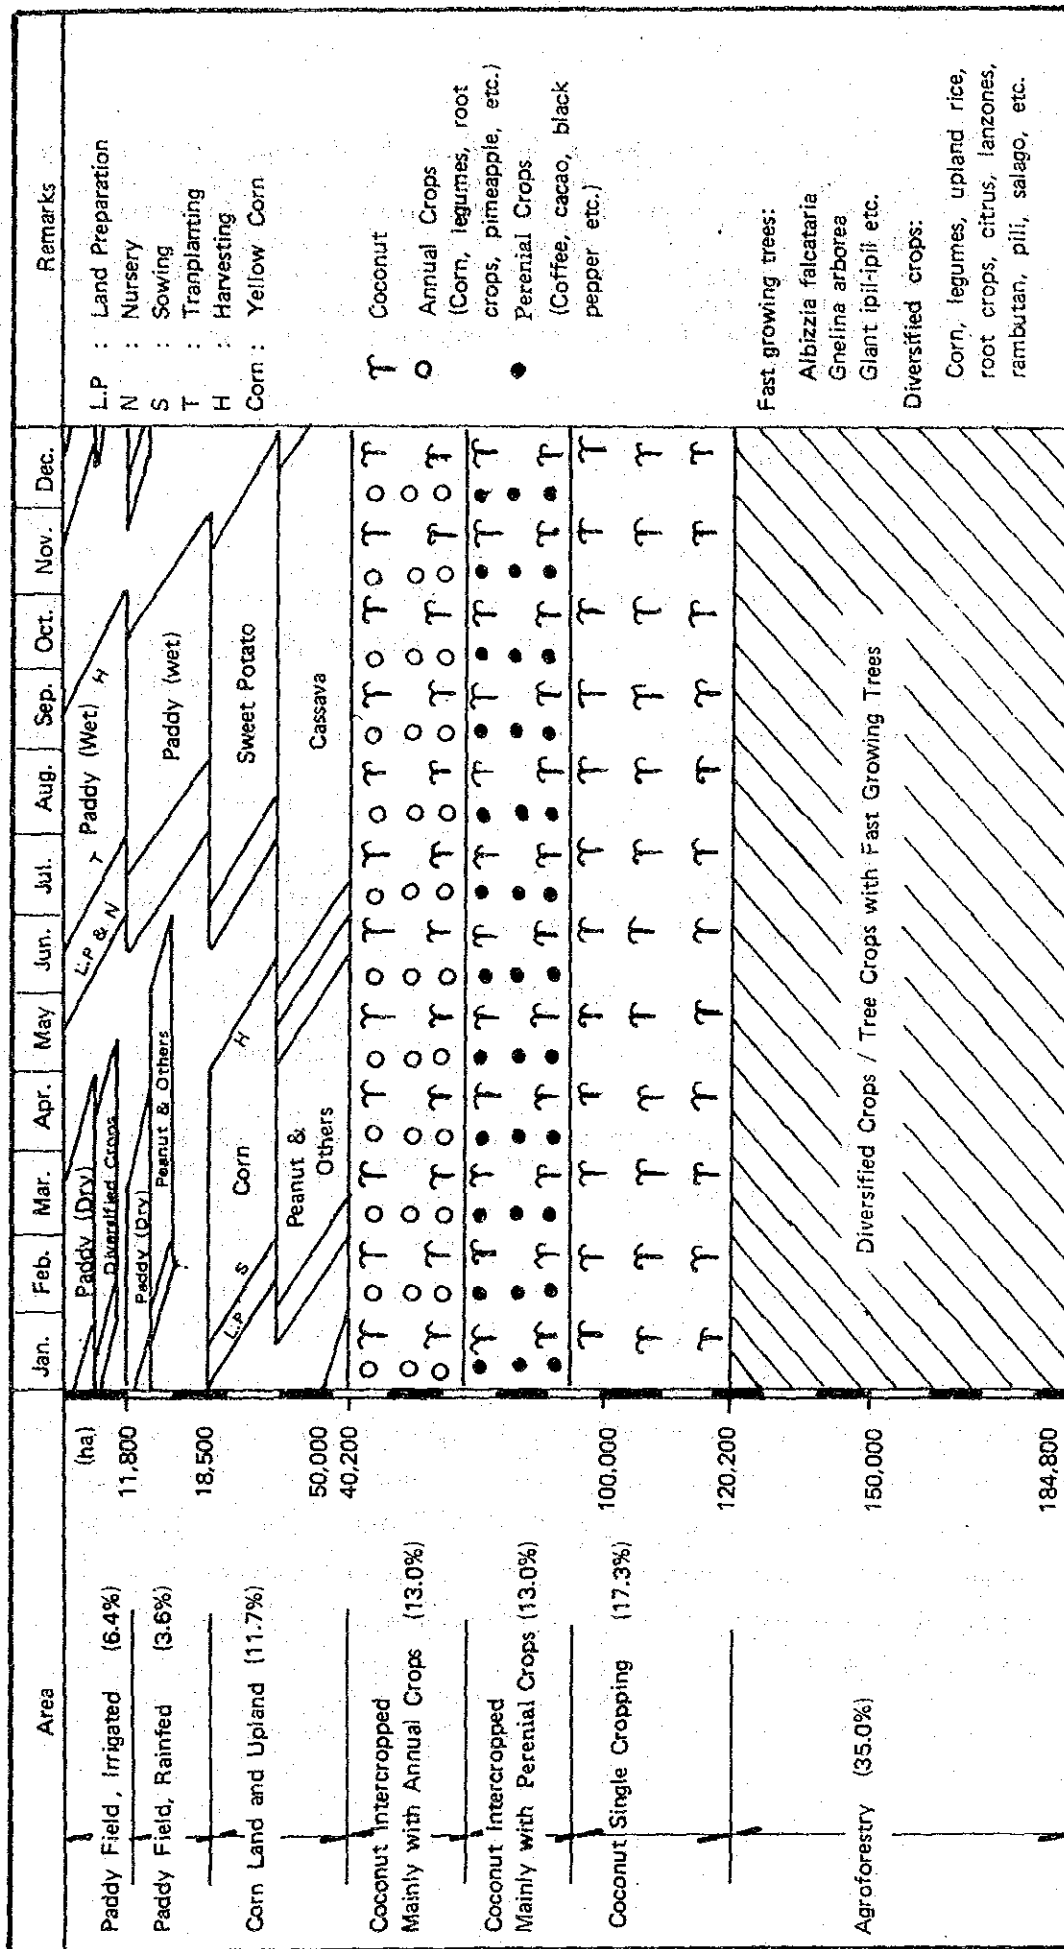 Area
Jan.
Feb.
Mar.
Apr.
May
Jun.
Jul.
Aug.
Sep.
Oct.
Nov.
Dec.
Remarks
Paddy Field, Irrigated (6.4%)
Paddy Field, Rainfed (3.6%)
Corn Land and Upland (11.7%)
Coconut Intercropped
Mainly with Annual Crops (13.0%)
Coconut Intercropped
Mainly with Perenial Crops (13.0%)
Coconut Single Cropping (17.3%)
Agroforestry (35.0%)
(ha)
11,800
18,500
50,000
40,200
100,000
120,200
150,000
184,800
Paddy (Dry)
Diversified Crops
L.P & N
T
Paddy (Wet)
H
Paddy (Dry)
Peanut & Others
Paddy (wet)
L.P
S
Corn
H
Sweet Potato
Peanut &
Others
Cassava
Diversified Crops / Tree Crops with Fast Growing Trees
L.P : Land Preparation
N : Nursery
S : Sowing
T : Tranplanting
H : Harvesting
Corn : Yellow Corn
Coconut
Annual Crops
(Corn, legumes, root
crops, pimeapple, etc.)
Perenial Crops
(Coffee, cacao, black
pepper etc.)
Fast growing trees:
Albizzia falcataria
Gnelina arborea
Giant ipil-ipil etc.
Diversified crops:
Corn, legumes, upland rice,
root crops, citrus, lanzones,
rambutan, pili, salago, etc.